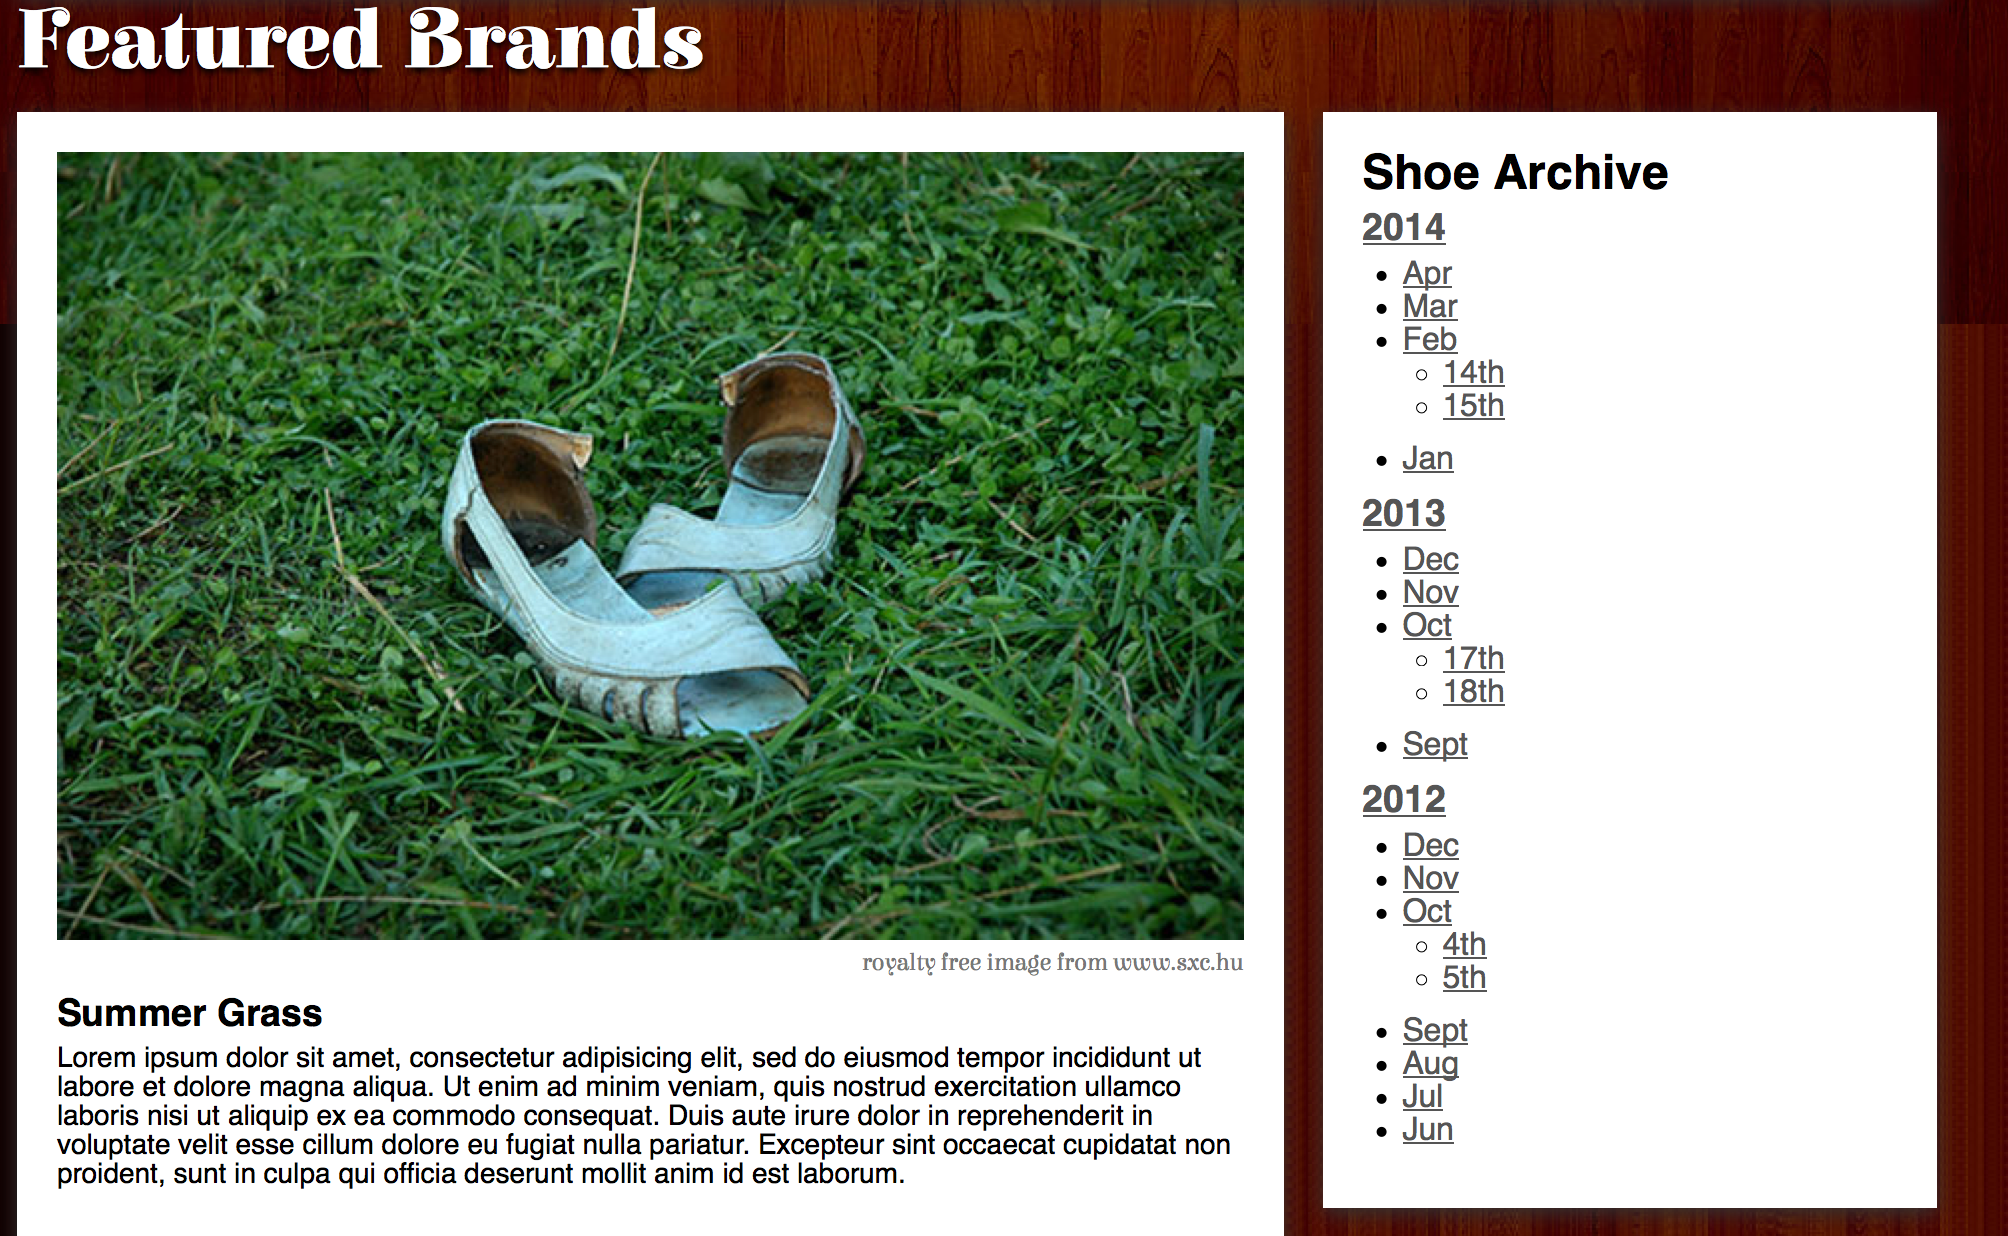 Featured Brands
royalty free image from www.sxc.hu
Summer Grass
Lorem ipsum dolor sit amet, consectetur adipisicing elit, sed do eiusmod tempor incididunt ut
labore et dolore magna aliqua. Ut enim ad minim veniam, quis nostrud exercitation ullamco
laboris nisi ut aliquip ex ea commodo consequat. Duis aute irure dolor in reprehenderit in
voluptate velit esse cillum dolore eu fugiat nulla pariatur. Excepteur sint occaecat cupidatat non
proident, sunt in culpa qui officia deserunt mollit anim id est laborum.
Shoe Archive
2014
Apr
Mar
Feb
14th
15th
Jan
2013
Dec
Nov
Oct
17th
18th
Sept
2012
Dec
Nov
Oct
4th
5th
Sept
Aug
Jul
Jun